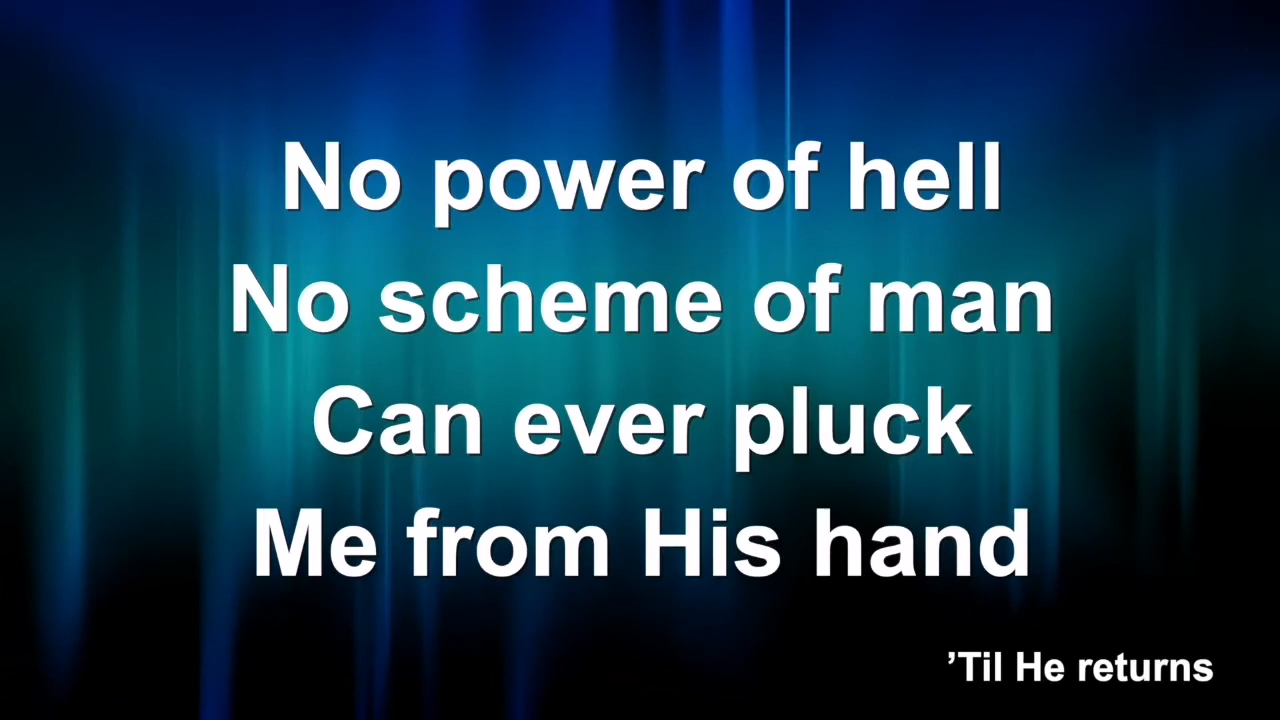 No power of hell
No scheme of man
Can ever pluck
Me from His hand
’Til He returns